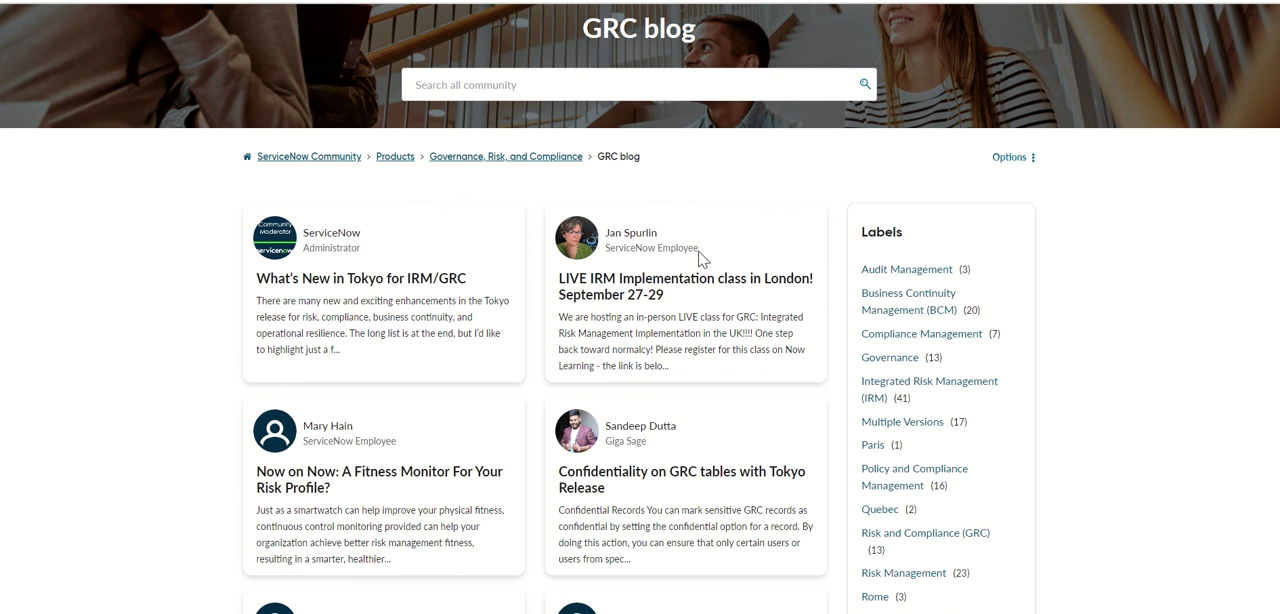 GRC blog
Search all community
ServiceNow Community > Products > Governance, Risk, and Compliance > GRC blog
Options
Community
Moderator
servicenow
ServiceNow
Administrator
What's New in Tokyo for IRM/GRC
There are many new and exciting enhancements in the Tokyo
release for risk, compliance, business continuity, and
operational resilience. The long list is at the end, but I'd like
to highlight just a f...
Jan Spurlin
ServiceNow Employee
LIVE IRM Implementation class in London!
September 27-29
We are hosting an in-person LIVE class for GRC: Integrated
Risk Management Implementation in the UK!!!! One step
back toward normalcy! Please register for this class on Now
Learning - the link is belo...
Mary Hain
ServiceNow Employee
Now on Now: A Fitness Monitor For Your
Risk Profile?
Just as a smartwatch can help improve your physical fitness,
continuous control monitoring provided can help your
organization achieve better risk management fitness,
resulting in a smarter, healthier...
Sandeep Dutta
Giga Sage
Confidentiality on GRC tables with Tokyo
Release
Confidential Records You can mark sensitive GRC records as
confidential by setting the confidential option for a record. By
doing this action, you can ensure that only certain users or
users from spec...
Labels
Audit Management (3)
Business Continuity
Management (BCM) (20)
Compliance Management (7)
Governance (13)
Integrated Risk Management
(IRM) (41)
Multiple Versions (17)
Paris (1)
Policy and Compliance
Management (16)
Quebec (2)
Risk and Compliance (GRC)
(13)
Risk Management (23)
Rome (3)